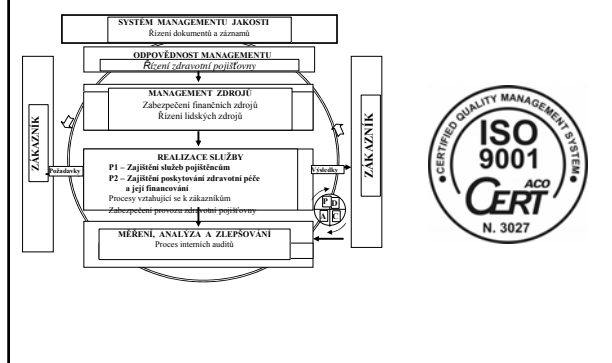 SYSTÉM MANAGEMENTU JAKOSTI
Řízení dokumentů a záznamů
ODPOVĚDNOST MANAGEMENTU
Řízení zdravotní pojišťovny
MANAGEMENT ZDROJŮ
Zabezpečení finančních zdrojů
Řízení lidských zdrojů
ZÁKAZNÍK
Požadavky
REALIZACE SLUŽBY
P1 – Zajištění služeb pojištěncům
P2 – Zajištění poskytování zdravotní péče
a její financování
Procesy vztahující se k zákazníkům
Zabezpečení provozu zdravotní pojišťovny
Výsledky
ZÁKAZNÍK
P D
A C
MĚŘENÍ, ANALÝZA A ZLEPŠOVÁNÍ
Proces interních auditů
CERTIFIED QUALITY MANAGEMENT SYSTEM
ISO
9001
ACO
CERT
N. 3027